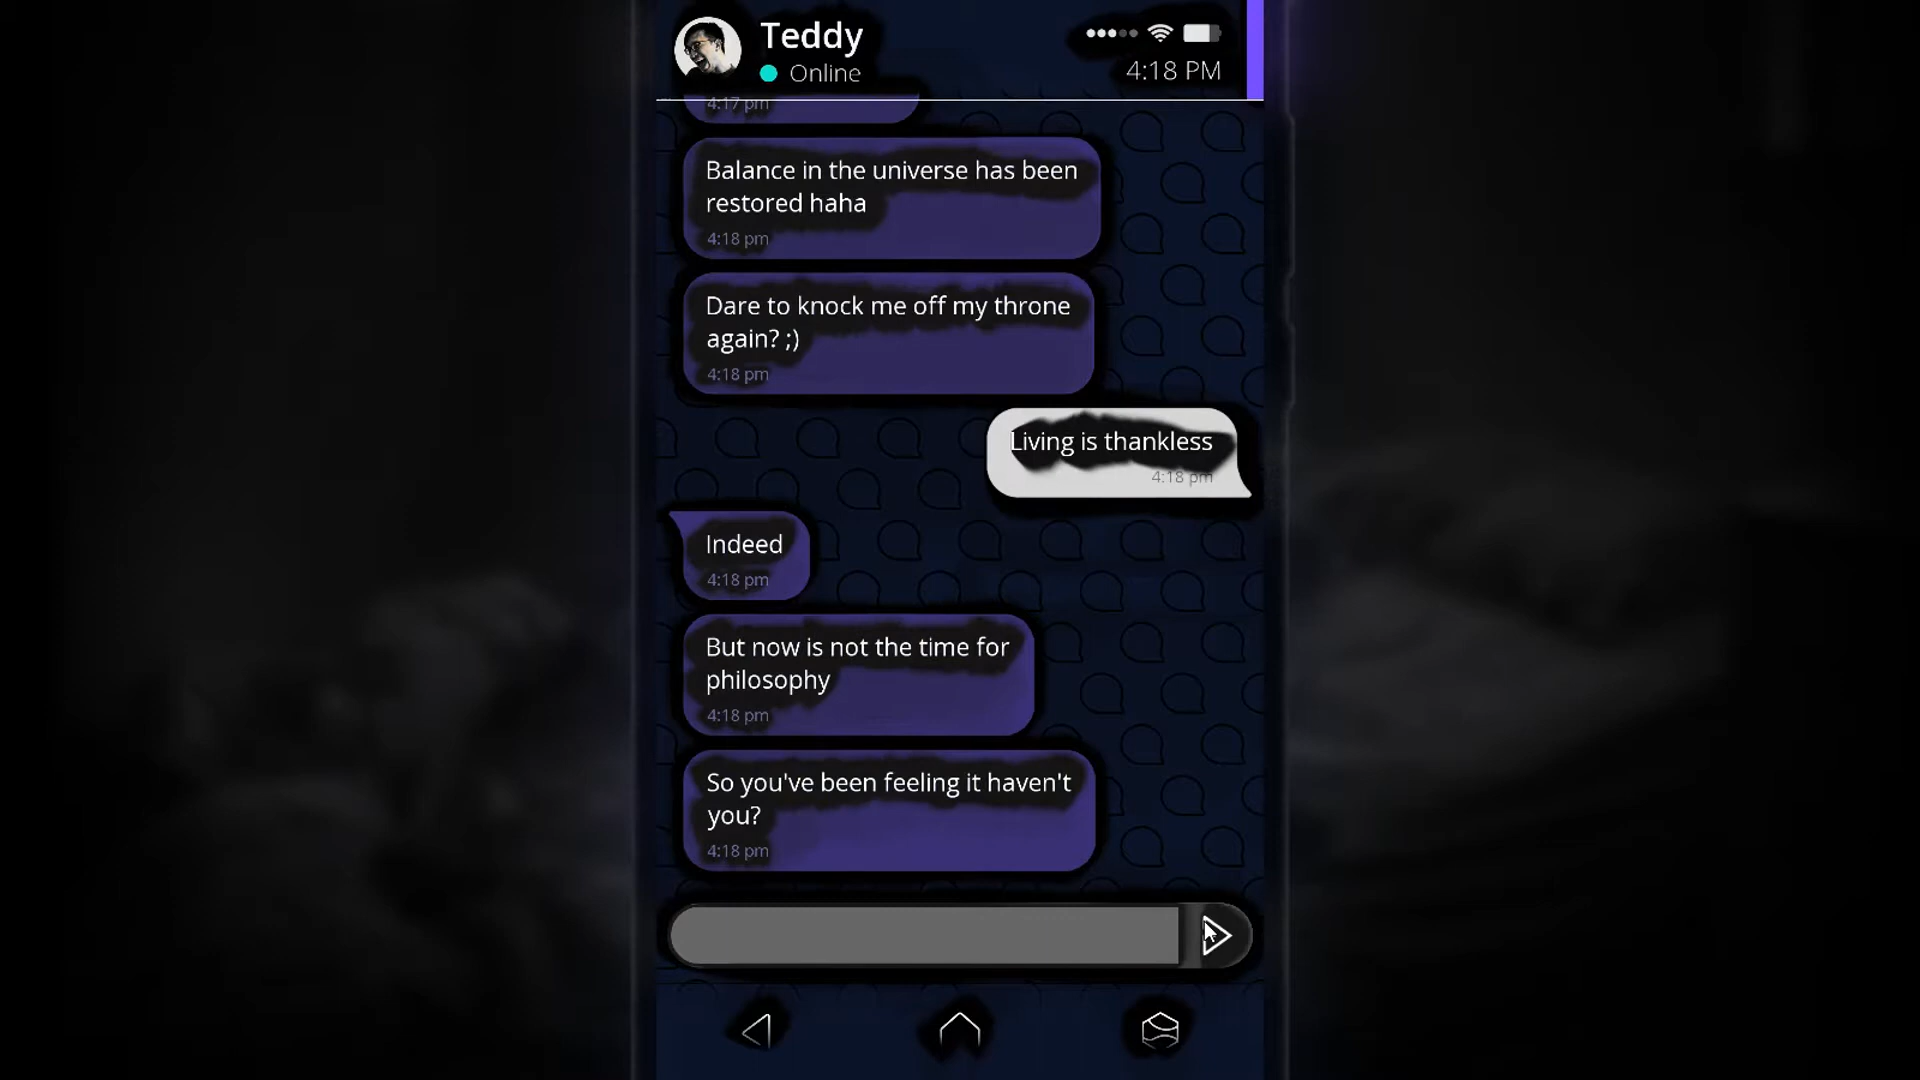 Teddy
Online
4:18 PM
4:17 pm
Balance in the universe has been
restored haha
4:18 pm
Dare to knock me off my throne
again? ;)
4:18 pm
Living is thankless
4:18 pm
Indeed
4:18 pm
But now is not the time for
philosophy
4:18 pm
So you've been feeling it haven't
you?
4:18 pm